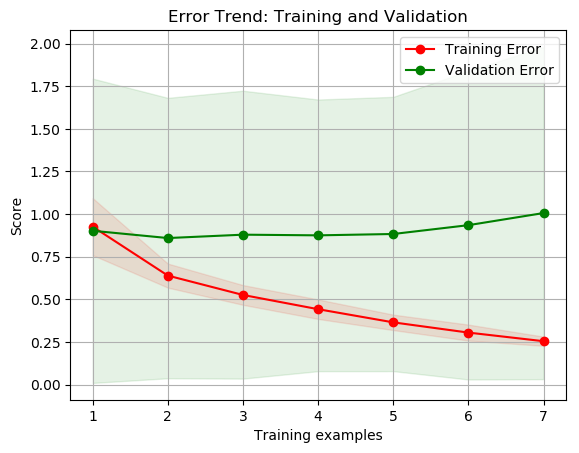 Error Trend: Training and Validation
Training Error
Validation Error
2.00
1.75
1.50
1.25
1.00
0.75
0.50
0.25
0.00
Score
1 2 3 4 5 6 7
Training examples